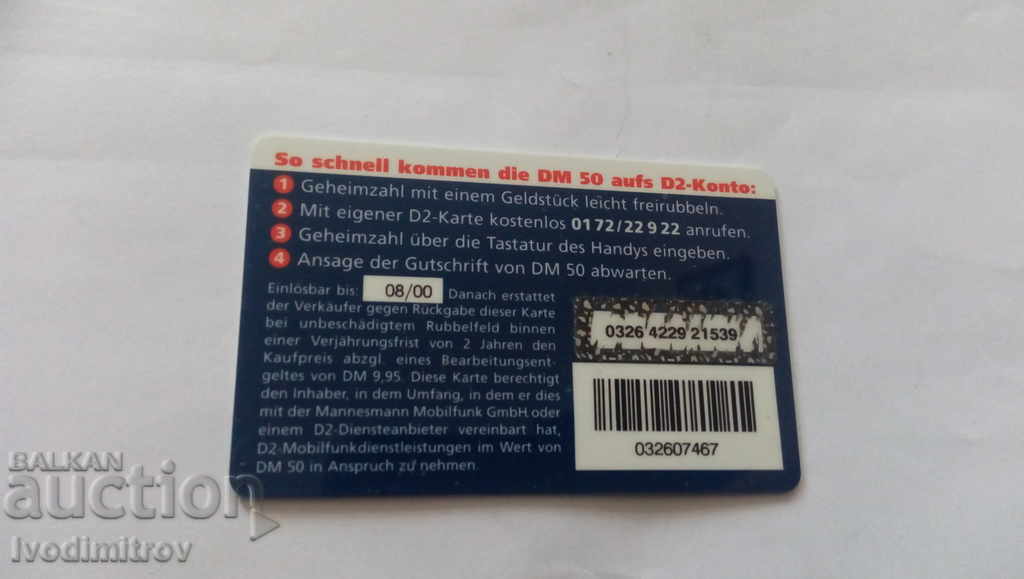 So schnell kommen die DM 50 aufs D2-Konto:
1 Geheimzahl mit einem Geldstück leicht freirubbeln.
2 Mit eigener D2-Karte kostenlos 0172/22 9 22 anrufen.
3 Geheimzahl über die Tastatur des Handys eingeben.
4 Ansage der Gutschrift von DM 50 abwarten.
Einlösbar bis: 08/00 Danach erstattet
der Verkäufer gegen Rückgabe dieser Karte
bei unbeschädigtem Rubbelfeld binnen
einer Verjährungsfrist von 2 Jahren den
Kaufpreis abzgl. eines Bearbeitungsent-
geltes von DM 9,95. Diese Karte berechtigt
den Inhaber, in dem Umfang, in dem er dies
mit der Mannesmann Mobilfunk GmbH oder
einem D2-Diensteanbieter vereinbart hat,
D2-Mobilfunkdienstleistungen im Wert von
DM 50 in Anspruch zu nehmen.
0326 4229 21539
032607467
BALKAN
auction
Ivodimitrov